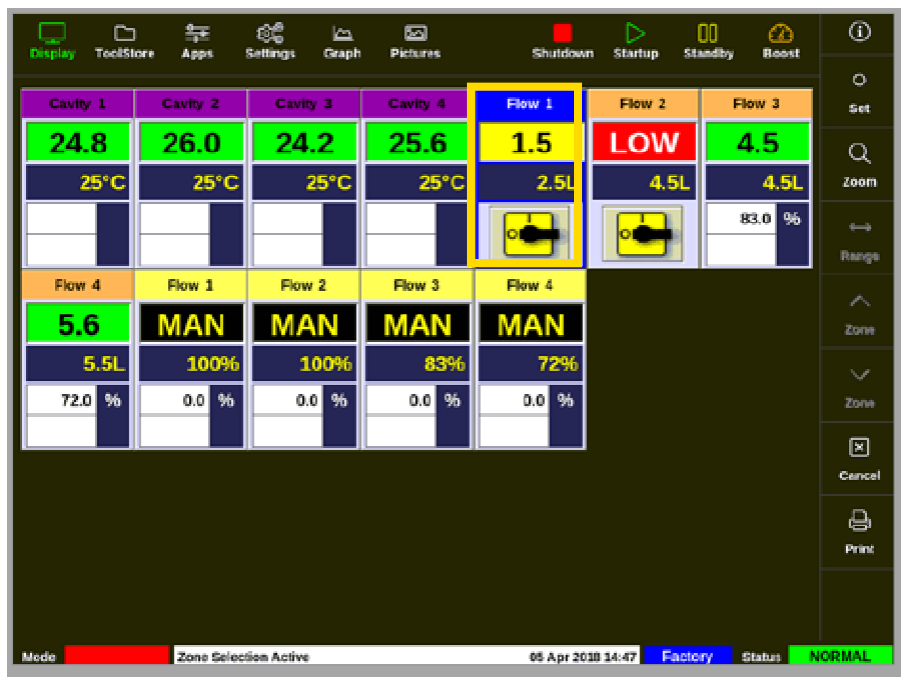 Display ToolStore Apps Settings Graph Pictures Shutdown Startup Standby Boost
Set
Zoom
Range
Zone
Zone
Cancel
Print
Cavity 1 Cavity 2 Cavity 3 Cavity 4 Flow 1 Flow 2 Flow 3
24.8 26.0 24.2 25.6 1.5 LOW 4.5
25°C 25°C 25°C 25°C 2.5L 4.5L 4.5L
83.0 %
Flow 4 Flow 1 Flow 2 Flow 3 Flow 4
5.6 MAN MAN MAN MAN
5.5L 100% 100% 83% 72%
72.0 % 0.0 % 0.0 % 0.0 % 0.0 %
Mode Zone Selection Active 05 Apr 2018 14:47 Factory Status NORMAL